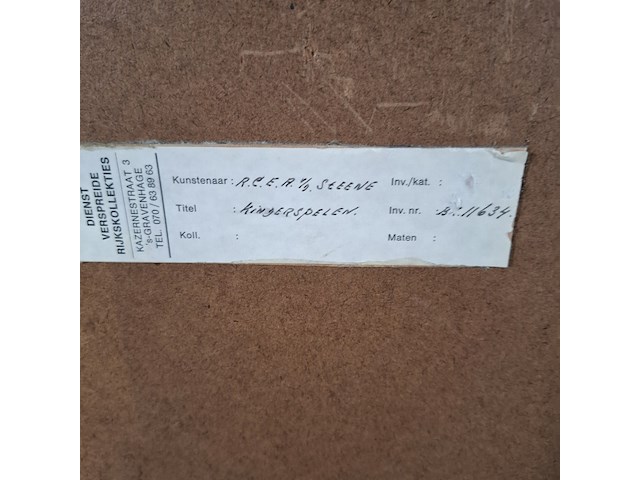 DIENST
VERSPREIDE
RIJKSKOLLEKTIES
KAZERNESTRAAT 3
's-GRAVENHAGE
TEL. 070 / 63 89 63
Kunstenaar : R.C.E.A. v/d Steene Inv./kat. :
Titel : Kinderspelen. Inv. nr. : B: 11634.
Koll. : Maten :